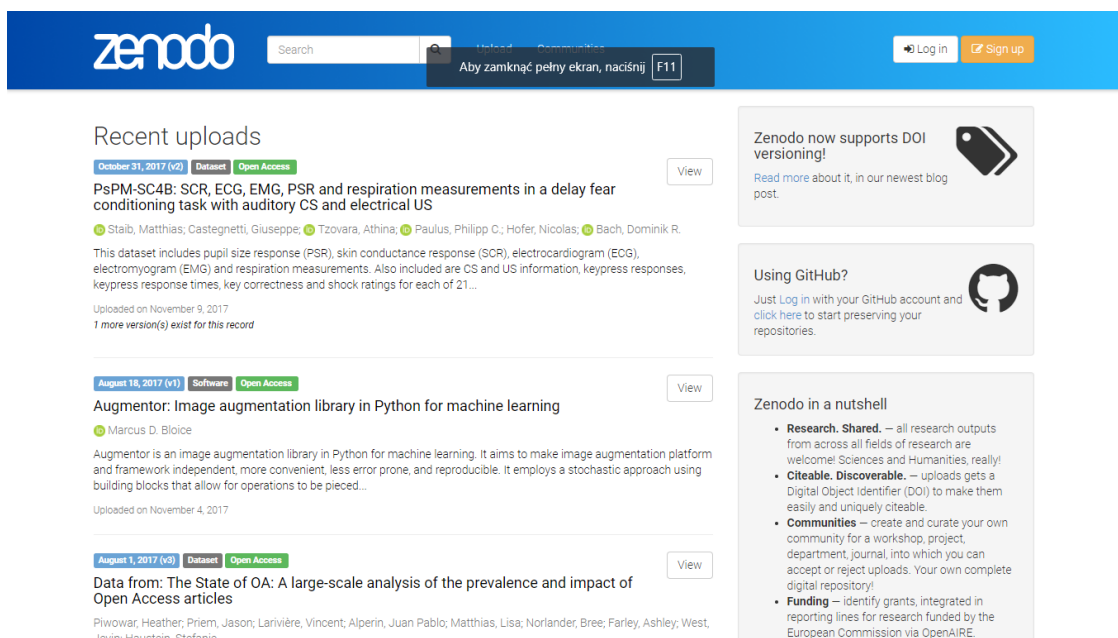 zenodo
Search
Upload Communities
Log in
Sign up
Aby zamknąć pełny ekran, naciśnij F11
Recent uploads
October 31, 2017 (v2) Dataset Open Access
View
PsPM-SC4B: SCR, ECG, EMG, PSR and respiration measurements in a delay fear
conditioning task with auditory CS and electrical US
Staib, Matthias; Castegnetti, Giuseppe; Tzovara, Athina; Paulus, Philipp C.; Hofer, Nicolas; Bach, Dominik R.
This dataset includes pupil size response (PSR), skin conductance response (SCR), electrocardiogram (ECG),
electromyogram (EMG) and respiration measurements. Also included are CS and US information, keypress responses,
keypress response times, key correctness and shock ratings for each of 21...
Uploaded on November 9, 2017
1 more version(s) exist for this record
August 18, 2017 (v1) Software Open Access
View
Augmentor: Image augmentation library in Python for machine learning
Marcus D. Bloice
Augmentor is an image augmentation library in Python for machine learning. It aims to make image augmentation platform
and framework independent, more convenient, less error prone, and reproducible. It employs a stochastic approach using
building blocks that allow for operations to be pieced...
Uploaded on November 4, 2017
August 1, 2017 (v3) Dataset Open Access
View
Data from: The State of OA: A large-scale analysis of the prevalence and impact of
Open Access articles
Piwowar, Heather; Priem, Jason; Larivière, Vincent; Alperin, Juan Pablo; Matthias, Lisa; Norlander, Bree; Farley, Ashley; West,
Jevin; Haustein, Stefanie
Zenodo now supports DOI
versioning!
Read more about it, in our newest blog
post.
Using GitHub?
Just Log in with your GitHub account and
click here to start preserving your
repositories.
Zenodo in a nutshell
• Research. Shared. — all research outputs
from across all fields of research are
welcome! Sciences and Humanities, really!
• Citeable. Discoverable. — uploads gets a
Digital Object Identifier (DOI) to make them
easily and uniquely citeable.
• Communities — create and curate your own
community for a workshop, project,
department, journal, into which you can
accept or reject uploads. Your own complete
digital repository!
• Funding — identify grants, integrated in
reporting lines for research funded by the
European Commission via OpenAIRE.